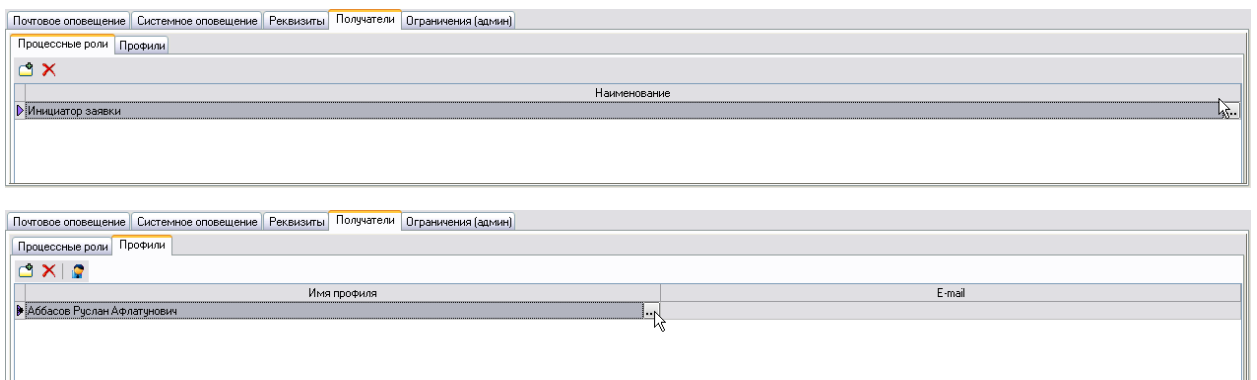 Почтовое оповещение Системное оповещение Реквизиты Получатели Ограничения (админ)
Процессные роли Профили
Наименование
Инициатор заявки ...
Почтовое оповещение Системное оповещение Реквизиты Получатели Ограничения (админ)
Процессные роли Профили
Имя профиля E-mail
Аббасов Руслан Афлатунович ...